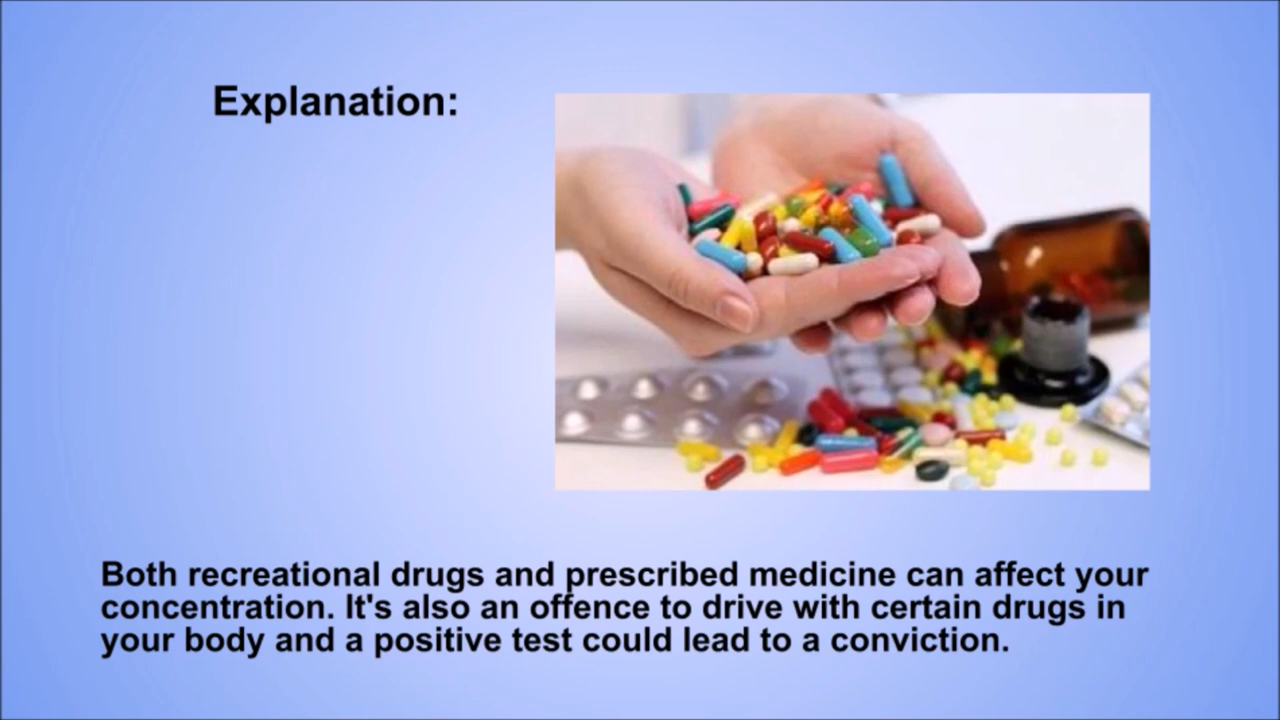 Explanation:
Both recreational drugs and prescribed medicine can affect your
concentration. It's also an offence to drive with certain drugs in
your body and a positive test could lead to a conviction.